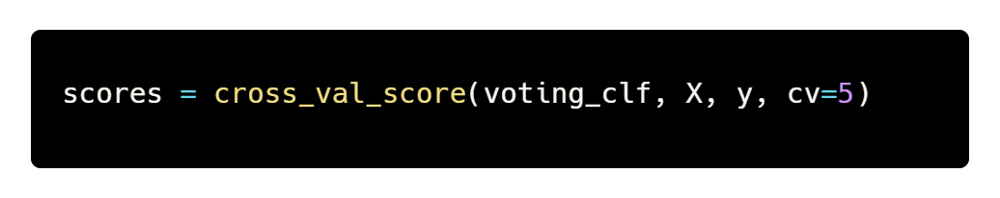 scores = cross_val_score(voting_clf, X, y, cv=5)